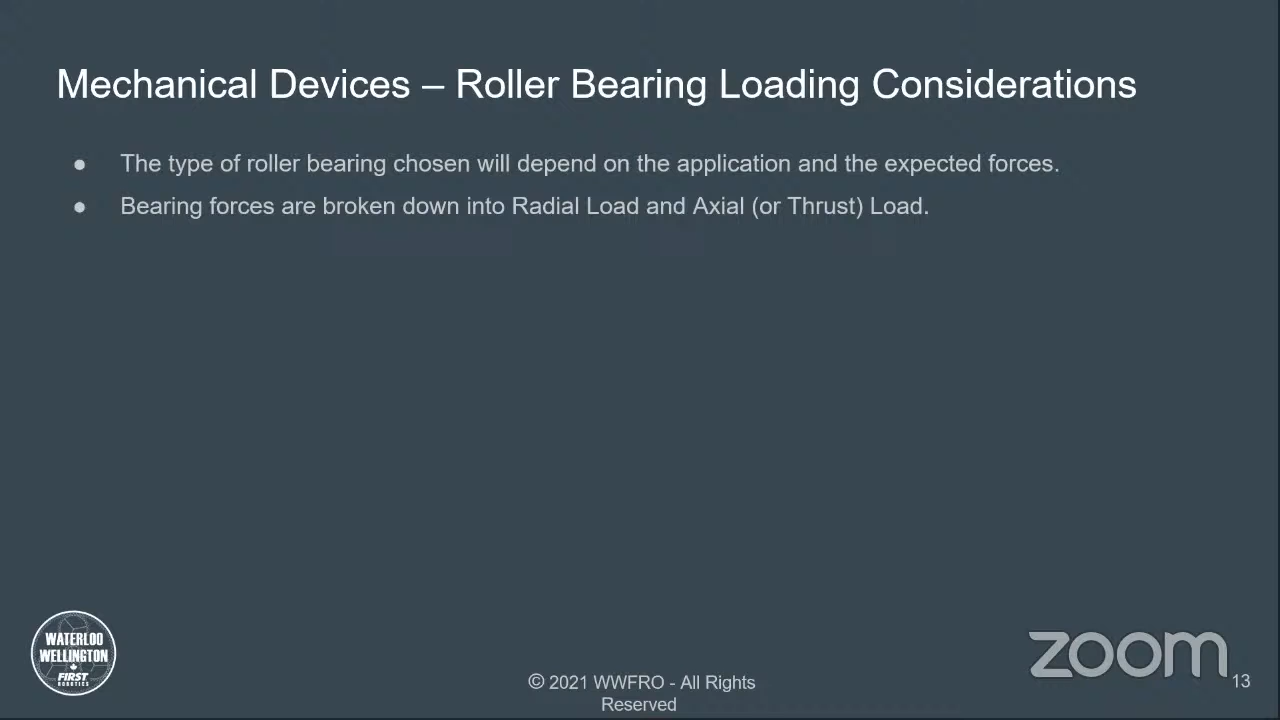 Mechanical Devices – Roller Bearing Loading Considerations
● The type of roller bearing chosen will depend on the application and the expected forces.
● Bearing forces are broken down into Radial Load and Axial (or Thrust) Load.
WATERLOO
WELLINGTON
FIRST
ROBOTICS
© 2021 WWFRO - All Rights
Reserved
zoom
13